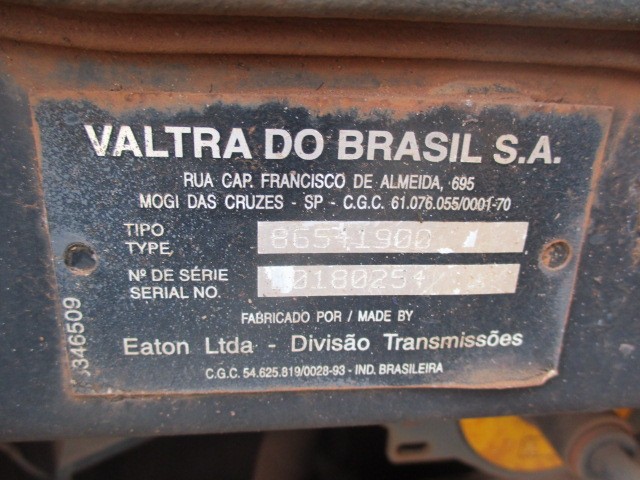 VALTRA DO BRASIL S.A.
RUA CAP. FRANCISCO DE ALMEIDA, 695
MOGI DAS CRUZES - SP - C.G.C. 61.076.055/0001-70
TIPO
TYPE
Nº DE SÉRIE
SERIAL NO.
FABRICADO POR / MADE BY
Eaton Ltda - Divisão Transmissões
C.G.C. 54.625.819/0028-93 - IND. BRASILEIRA